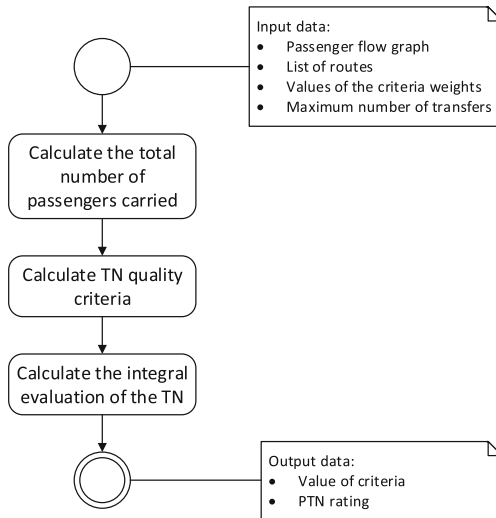 Input data:
• Passenger flow graph
• List of routes
• Values of the criteria weights
• Maximum number of transfers
Calculate the total
number of
passengers carried
Calculate TN quality
criteria
Calculate the integral
evaluation of the TN
Output data:
• Value of criteria
• PTN rating